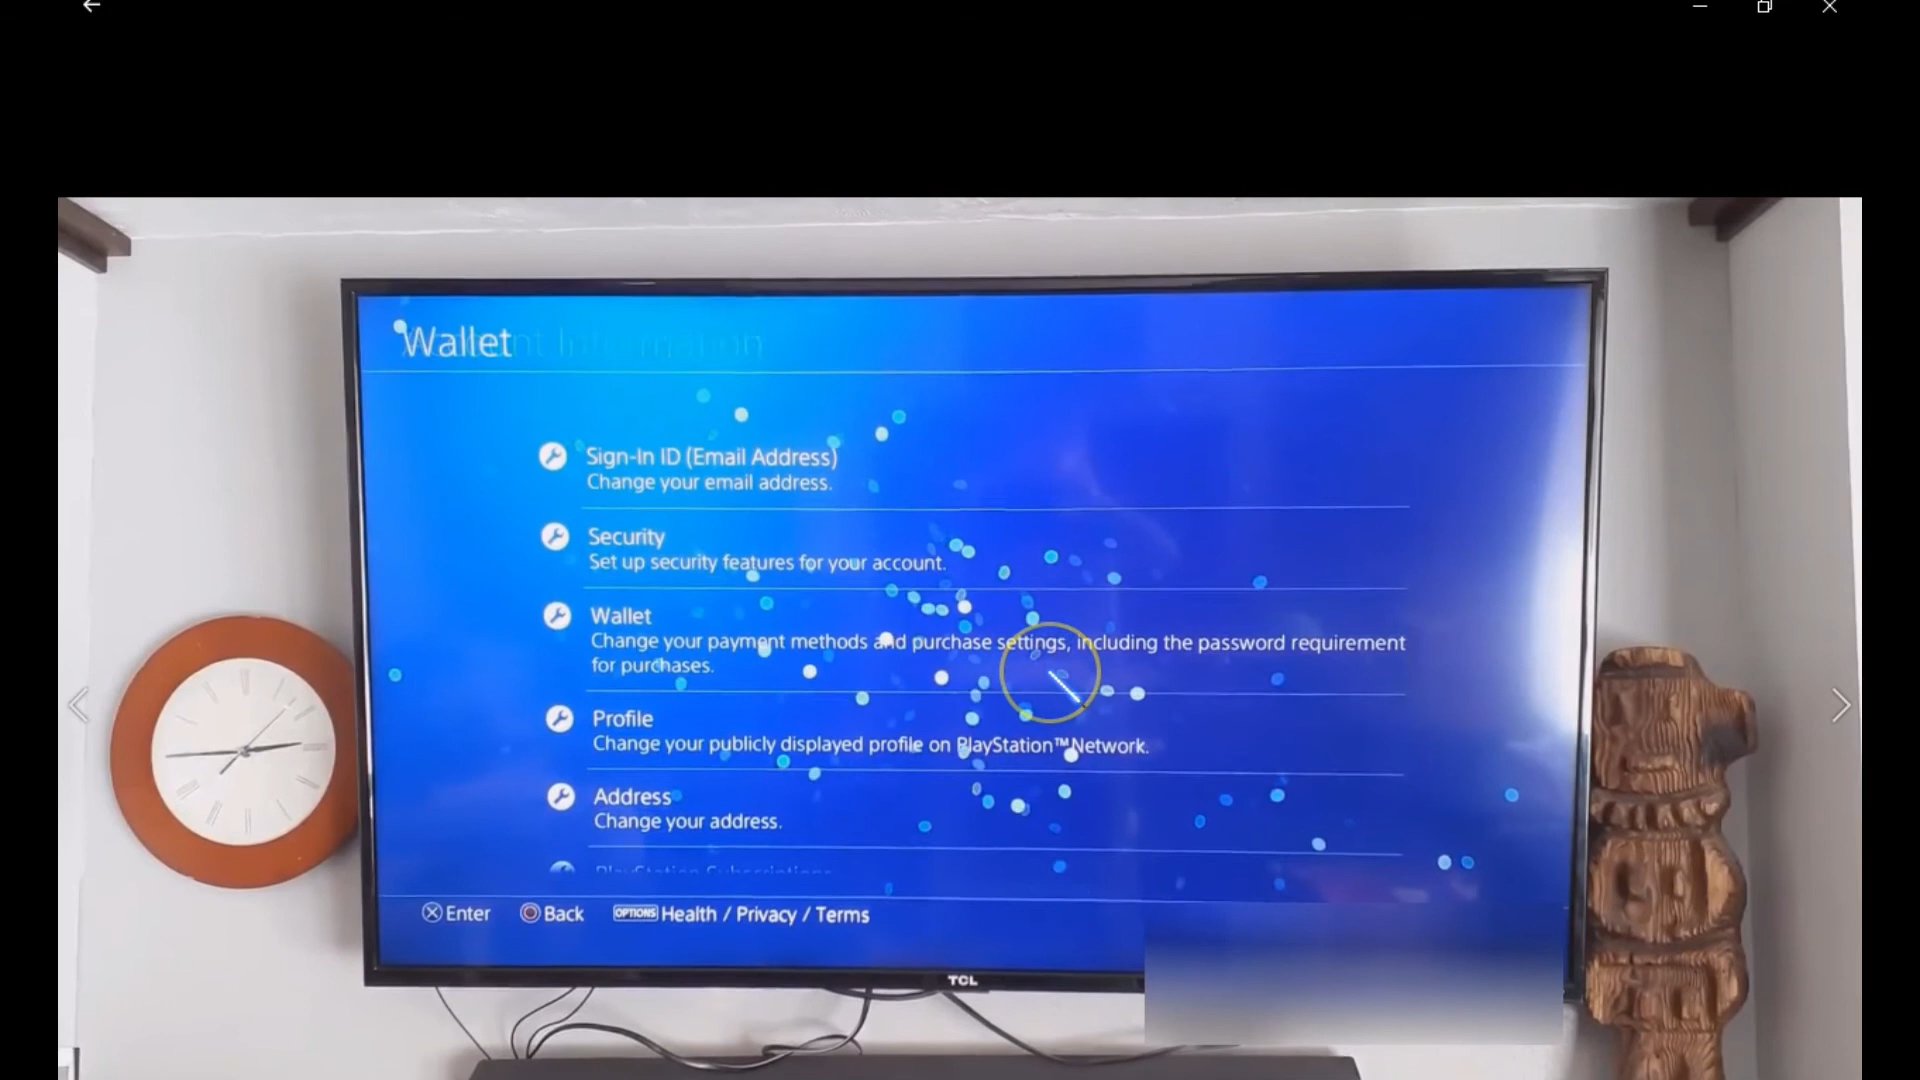 Wallet
Sign-In ID (Email Address)
Change your email address.
Security
Set up security features for your account.
Wallet
Change your payment methods and purchase settings, including the password requirement
for purchases.
Profile
Change your publicly displayed profile on PlayStation™Network.
Address
Change your address.
PlayStation Subscriptions
Enter Back OPTIONS Health / Privacy / Terms
TCL